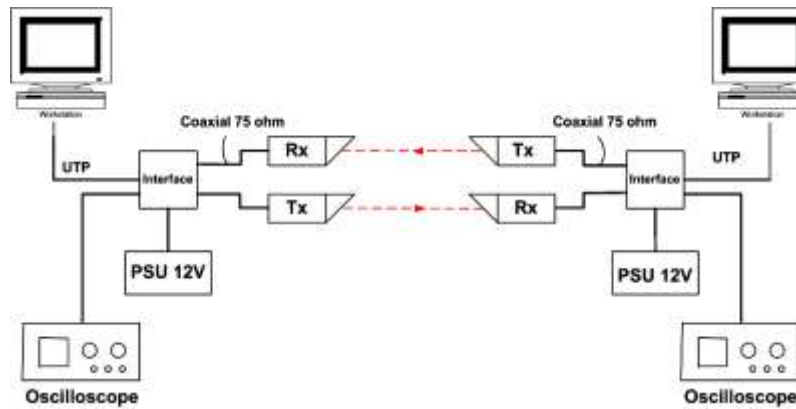 Workstation
Workstation
Coaxial 75 ohm
Coaxial 75 ohm
Rx
Tx
UTP
UTP
Interface
Interface
Tx
Rx
PSU 12V
PSU 12V
Oscilloscope
Oscilloscope